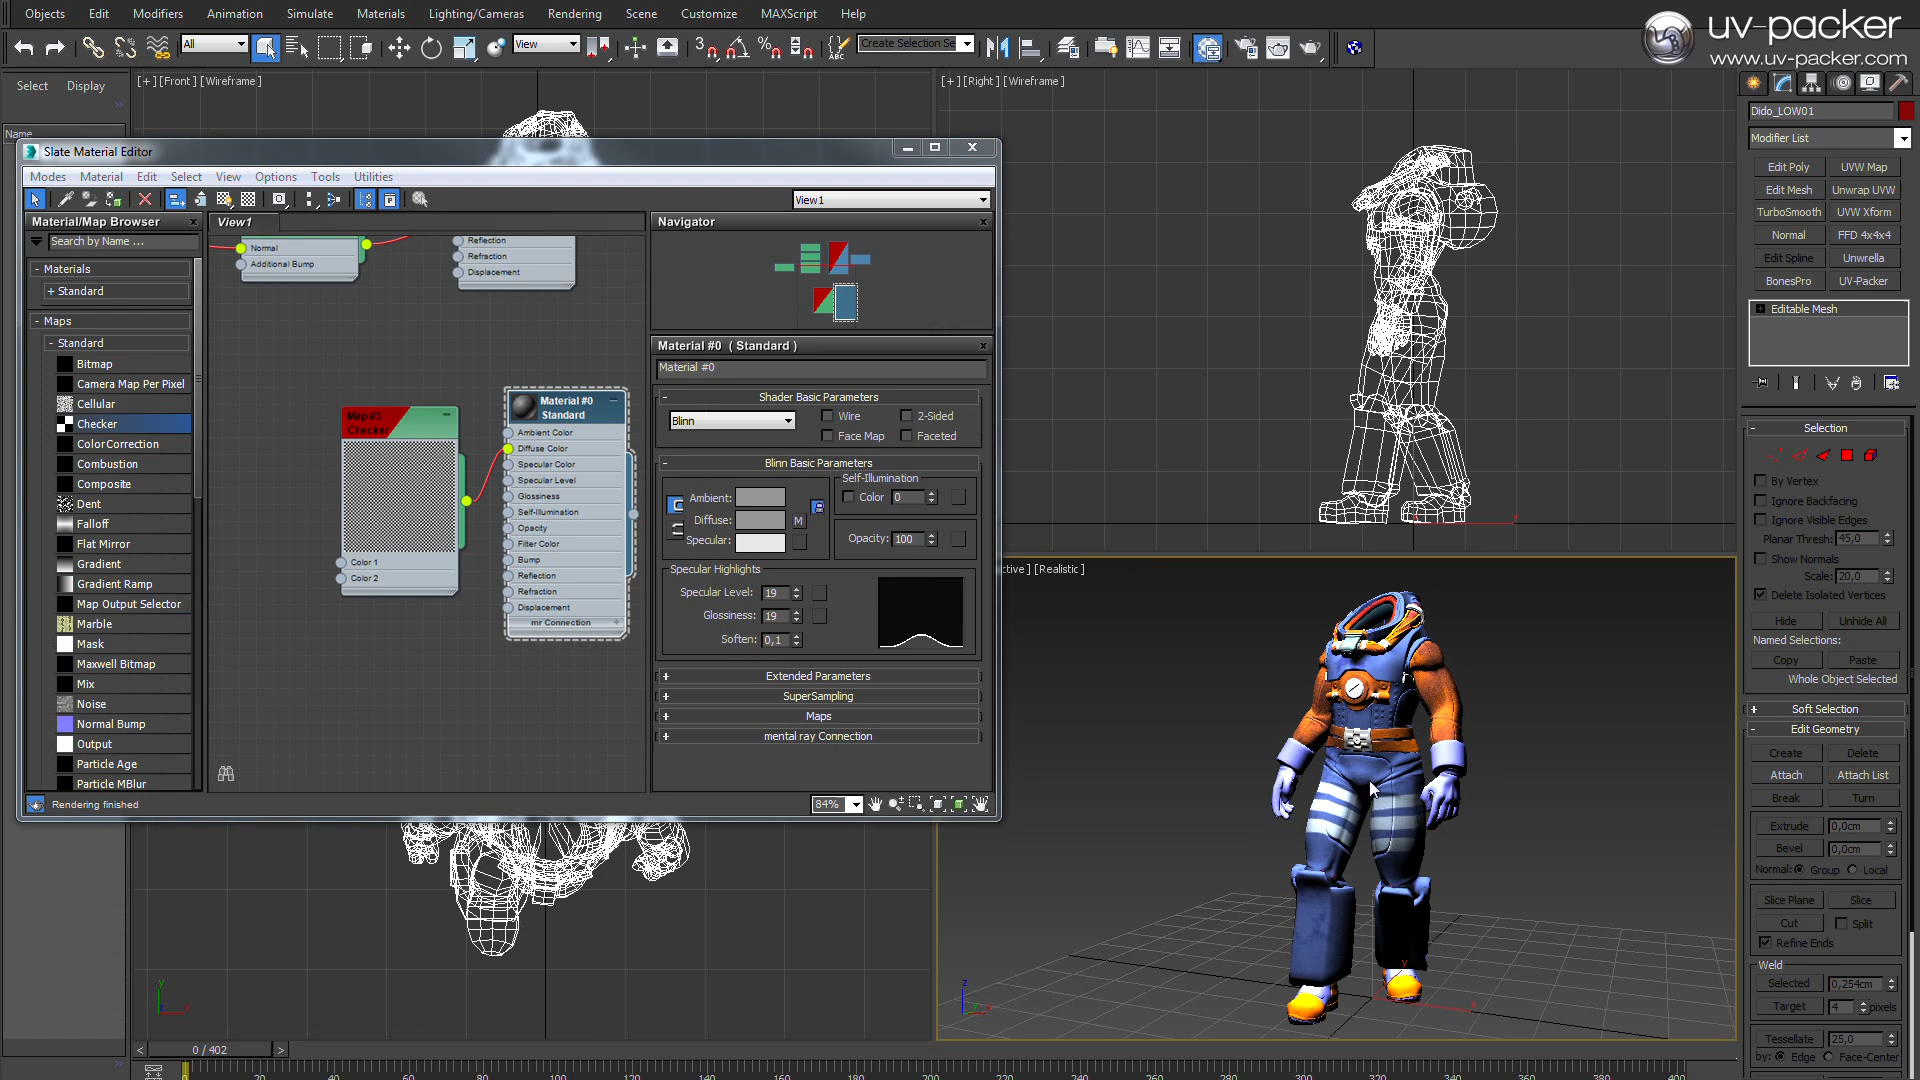 Objects Edit Modifiers Animation Simulate Materials Lighting/Cameras Rendering Scene Customize MAXScript Help
uv-packer
www.uv-packer.com
All
View
Create Selection Se
Select Display
Name
[+] [Front] [Wireframe]
[+] [Right] [Wireframe]
Slate Material Editor
Modes Material Edit Select View Options Tools Utilities
View1
Material/Map Browser
Search by Name ...
- Materials
+ Standard
- Maps
- Standard
Bitmap
Camera Map Per Pixel
Cellular
Checker
ColorCorrection
Combustion
Composite
Dent
Falloff
Flat Mirror
Gradient
Gradient Ramp
Map Output Selector
Marble
Mask
Maxwell Bitmap
Mix
Noise
Normal Bump
Output
Particle Age
Particle MBlur
Rendering finished
View1
Normal
Additional Bump
Reflection
Refraction
Displacement
Map #3
Checker
Color 1
Color 2
Material #0
Standard
Ambient Color
Diffuse Color
Specular Color
Specular Level
Glossiness
Self-Illumination
Opacity
Filter Color
Bump
Reflection
Refraction
Displacement
mr Connection +
Navigator
Material #0 ( Standard )
Material #0
- Shader Basic Parameters
Blinn
Wire 2-Sided
Face Map Faceted
- Blinn Basic Parameters
Self-Illumination
Ambient:
Color 0
Diffuse: M
Specular:
Opacity: 100
Specular Highlights
Specular Level: 19
Glossiness: 19
Soften: 0,1
+ Extended Parameters
+ SuperSampling
+ Maps
+ mental ray Connection
84%
ctive ] [Realistic ]
Dido_LOW01
Modifier List
Edit Poly UVW Map
Edit Mesh Unwrap UVW
TurboSmooth UVW Xform
Normal FFD 4x4x4
Edit Spline Unwrella
BonesPro UV-Packer
Editable Mesh
- Selection
By Vertex
Ignore Backfacing
Ignore Visible Edges
Planar Thresh: 45,0
Show Normals
Scale: 20,0
Delete Isolated Vertices
Hide Unhide All
Named Selections:
Copy Paste
Whole Object Selected
+ Soft Selection
- Edit Geometry
Create Delete
Attach Attach List
Break Turn
Extrude 0,0cm
Bevel 0,0cm
Normal: Group Local
Slice Plane Slice
Cut Split
Refine Ends
Weld
Selected 0,254cm
Target 4 pixels
Tessellate 25,0
by: Edge Face-Center
y
x
z
< 0 / 402 >
0 20 40 60 80 100 120 140 160 180 200 220 240 260 280 300 320 340 360 380 400